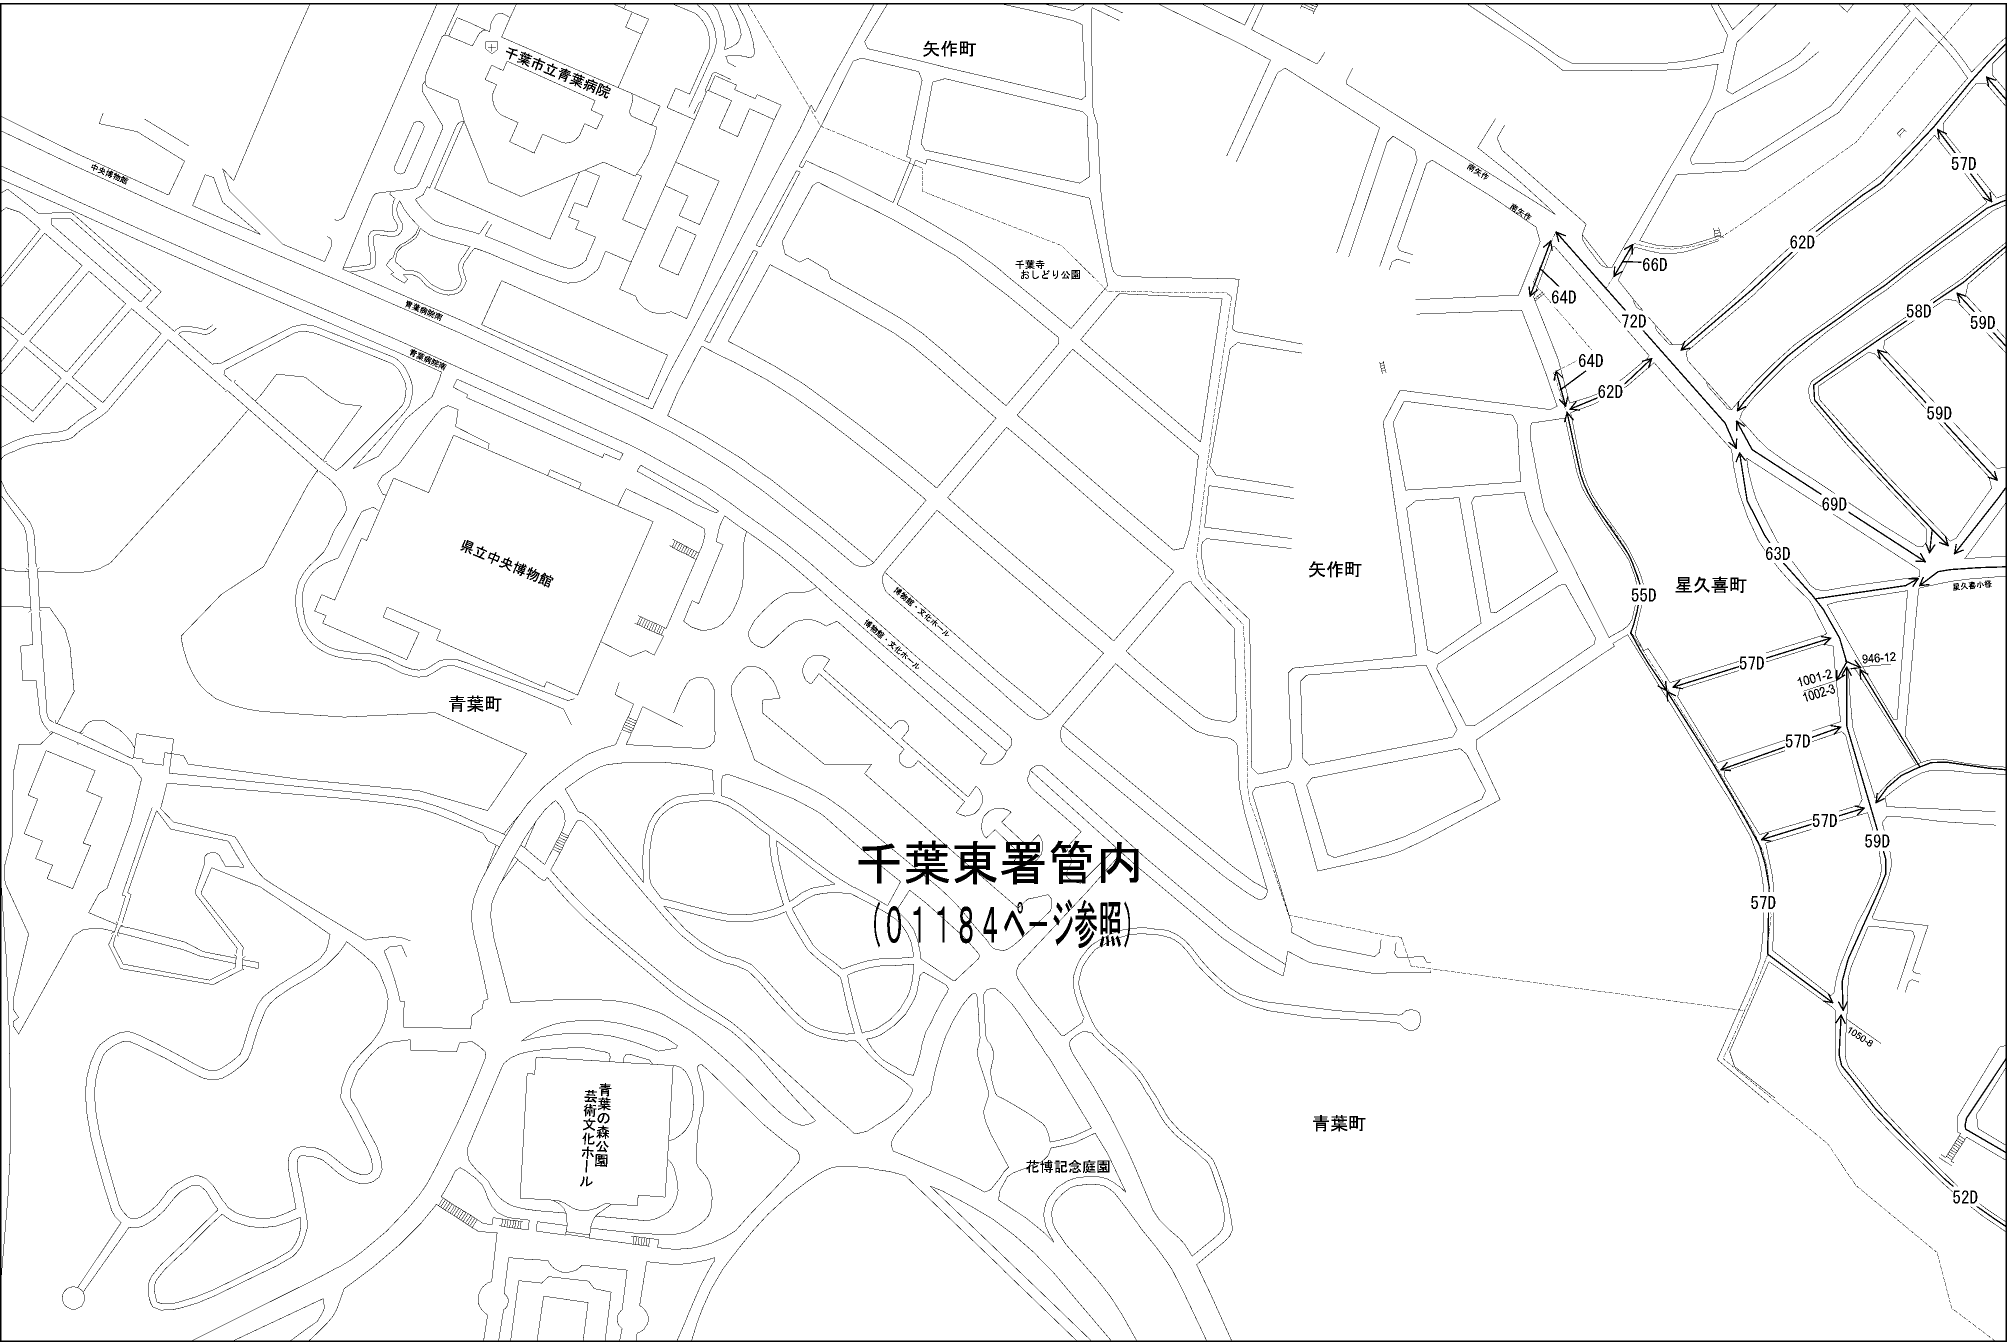 矢作町
千葉市立青葉病院
中央博物館
57D
南矢作
南矢作
62D
66D
千葉寺
おしどり公園
64D
青葉病院南
58D
72D
59D
青葉病院南
64D
62D
59D
69D
県立中央博物館
63D
矢作町
星久喜町
星久喜小様
55D
博物館・文化ホール
博物館・文化ホール
57D
946-12
1001-2
1002-3
青葉町
57D
57D
59D
千葉東署管内
(01184ページ参照)
57D
1050-8
青葉の森公園
芸術文化ホール
青葉町
花博記念庭園
52D